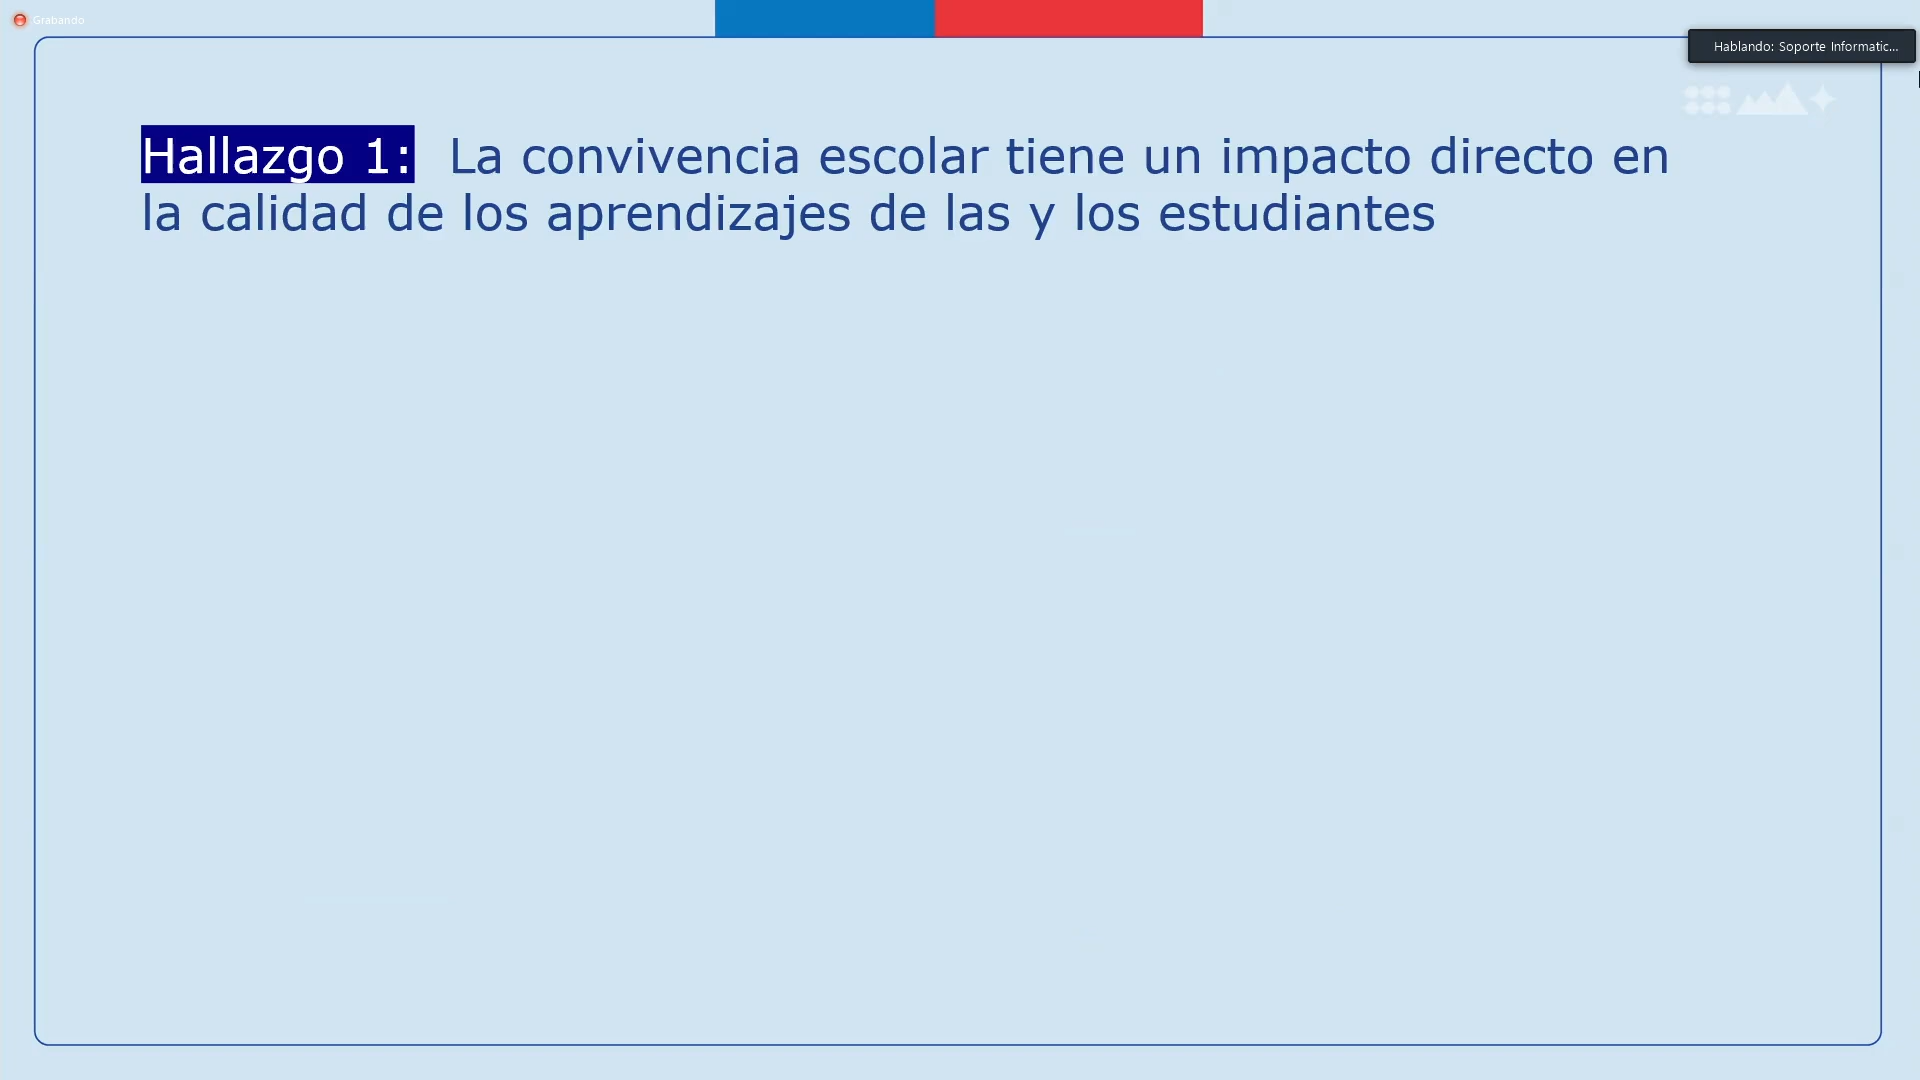 Grabando
Hablando: Soporte Informatic...
Hallazgo 1: La convivencia escolar tiene un impacto directo en
la calidad de los aprendizajes de las y los estudiantes